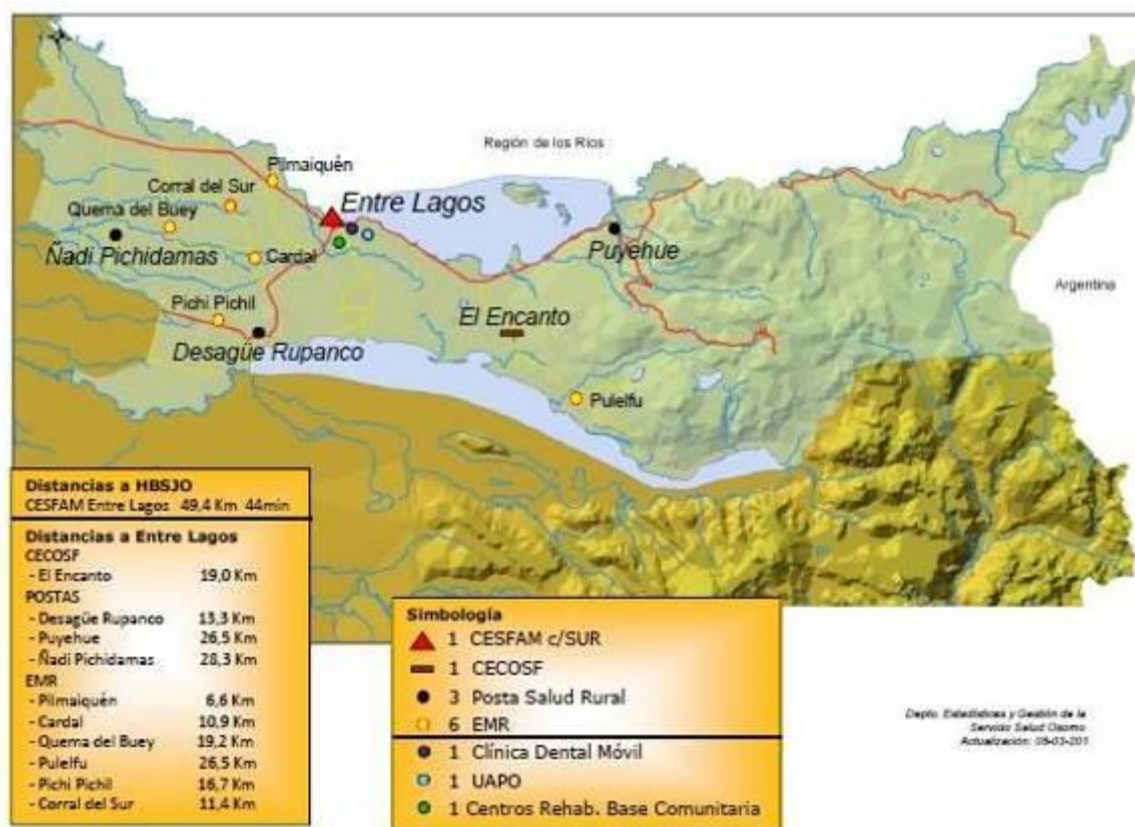 Región de los Ríos
Pilmaiquén
Corral del Sur
Entre Lagos
Quema del Buey
Ñadi Pichidamas
Cardal
Puyehue
Argentina
Pichi Pichil
El Encanto
Desagüe Rupanco
Pulelfu
Distancias a HBSJO
CESFAM Entre Lagos 49,4 Km 44min
Distancias a Entre Lagos
CECOSF
- El Encanto 19,0 Km
POSTAS
- Desagüe Rupanco 13,3 Km
- Puyehue 26,5 Km
- Ñadi Pichidamas 28,3 Km
EMR
- Pilmaiquén 6,6 Km
- Cardal 10,9 Km
- Quema del Buey 19,2 Km
- Pulelfu 26,5 Km
- Pichi Pichil 16,7 Km
- Corral del Sur 11,4 Km
Simbología
1 CESFAM c/SUR
1 CECOSF
3 Posta Salud Rural
6 EMR
1 Clínica Dental Móvil
1 UAPO
1 Centros Rehab. Base Comunitaria
Depto. Estadísticas y Gestión de la
Servicio Salud Osorno
Actualización: 05-03-201